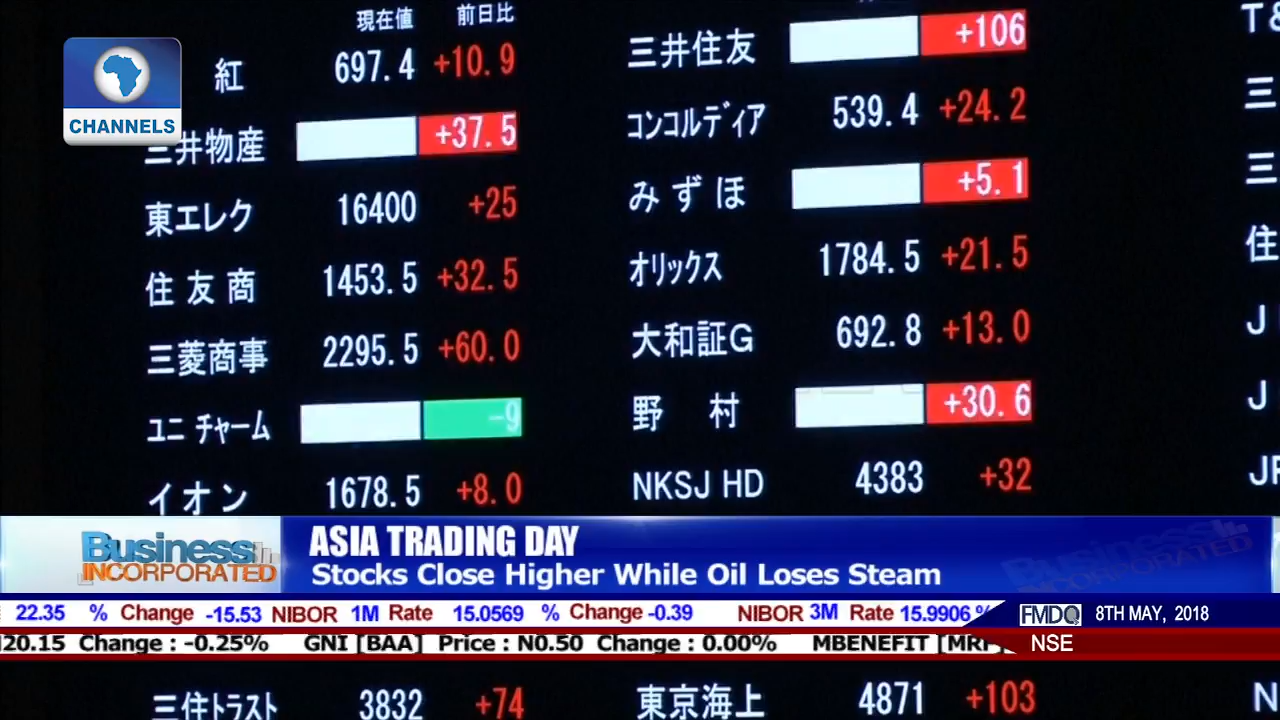 現在値 前日比
紅 697.4 +10.9
三井物産 +37.5
東エレク 16400 +25
住友商 1453.5 +32.5
三菱商事 2295.5 +60.0
ユニチャーム -9
イオン 1678.5 +8.0
三井住友 +106
コンコルディア 539.4 +24.2
みずほ +5.1
オリックス 1784.5 +21.5
大和証G 692.8 +13.0
野村 +30.6
NKSJ HD 4383 +32
T&
三
三
住
J
J
CHANNELS
Business INCORPORATED
ASIA TRADING DAY
Stocks Close Higher While Oil Loses Steam
22.35 % Change -15.53 NIBOR 1M Rate 15.0569 % Change -0.39 NIBOR 3M Rate 15.9906 % FMDQ 8TH MAY, 2018
120.15 Change : -0.25% GNI [BAA] Price : N0.50 Change : 0.00% MBENEFIT [MRF] NSE
三住トラスト 3832 +74
東京海上 4871 +103
N